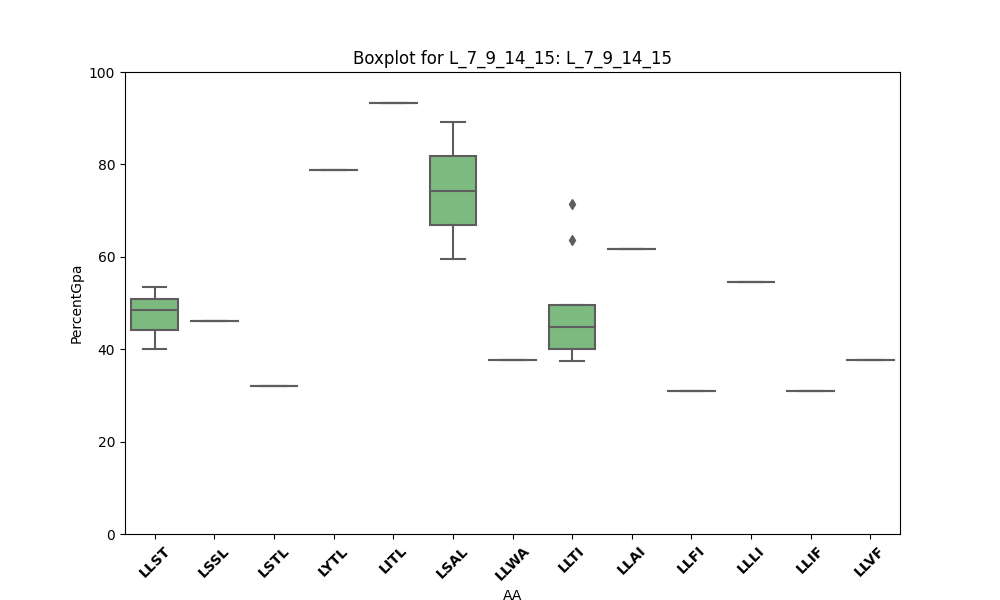 Boxplot for L_7_9_14_15: L_7_9_14_15
100
80
60
40
20
0
PercentGpa
LLST
LSSL
LSTL
LYTL
LITL
LSAL
LLWA
LLTI
LLAI
LLFI
LLLI
LLIF
LLVF
AA